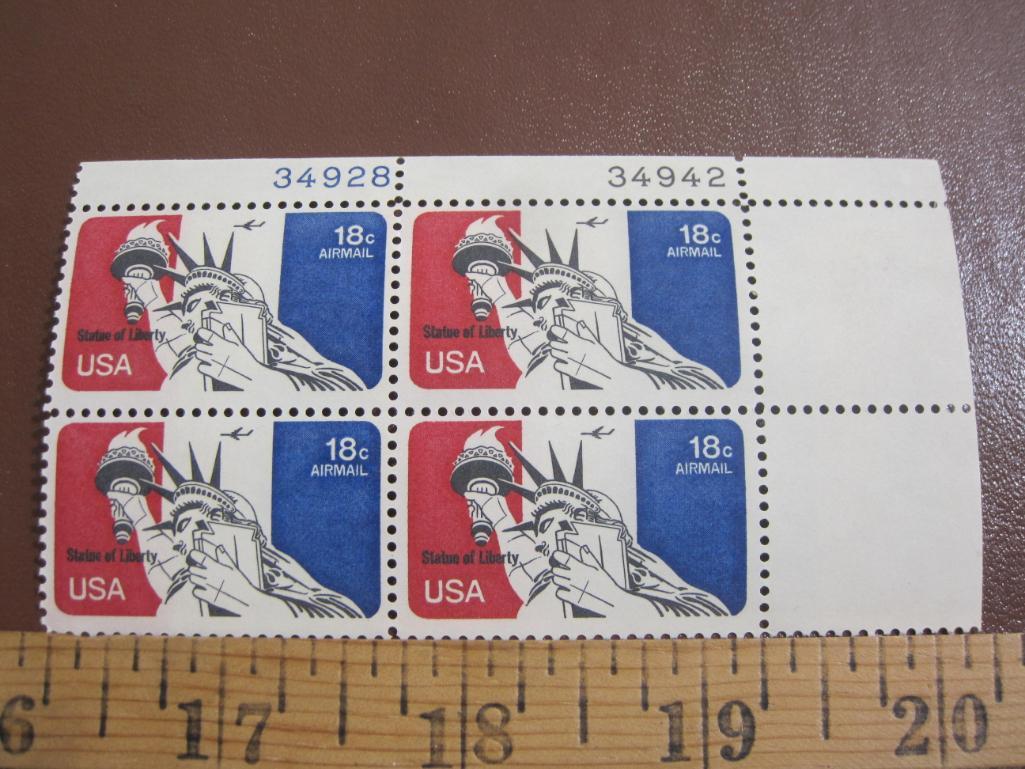 34928 34942
18c
AIRMAIL
Statue of Liberty
USA
18c
AIRMAIL
Statue of Liberty
USA
18c
AIRMAIL
Statue of Liberty
USA
18c
AIRMAIL
Statue of Liberty
USA
6 17 18 19 20